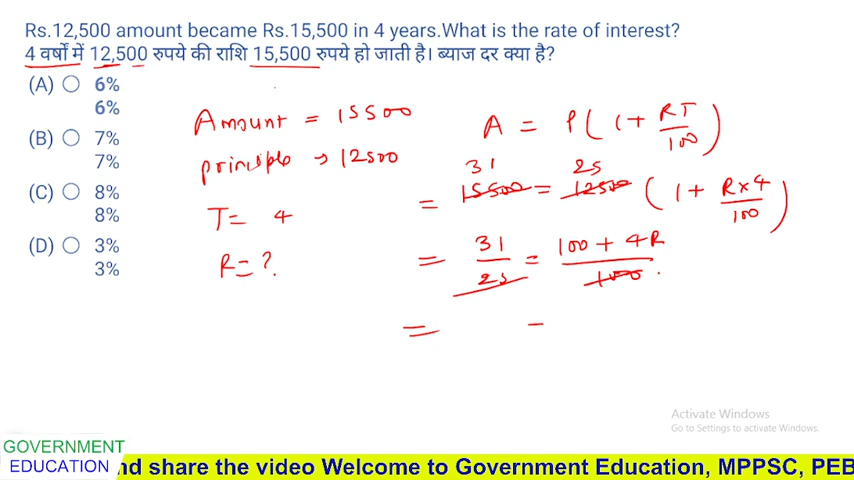 Rs.12,500 amount became Rs.15,500 in 4 years.What is the rate of interest?
4 वर्षों में 12,500 रुपये की राशि 15,500 रुपये हो जाती है। ब्याज दर क्या है?
(A) 6%
6%
(B) 7%
7%
(C) 8%
8%
(D) 3%
3%
Amount = 15500
principle → 12500
T = 4
R = ?
A = P ( 1 + RT/100 )
31 25
= 15500 = 12500 ( 1 + R×4/100 )
= 31/25 = 100 + 4R/100
= =
Activate Windows
Go to Settings to activate Windows.
GOVERNMENT
EDUCATION
nd share the video Welcome to Government Education, MPPSC, PEB